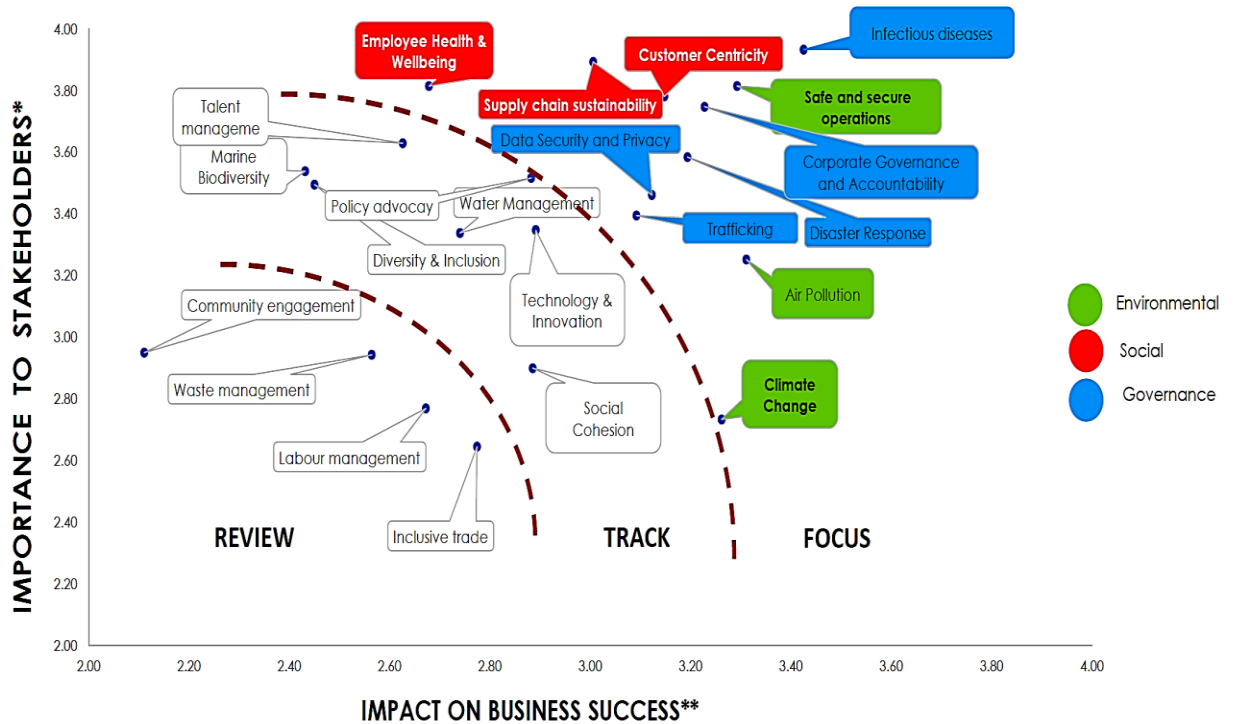 4.00
3.80
3.60
3.40
3.20
3.00
2.80
2.60
2.40
2.20
2.00
IMPORTANCE TO STAKEHOLDERS*
Infectious diseases
Employee Health &
Wellbeing
Customer Centricity
Supply chain sustainability
Safe and secure
operations
Talent
manageme
Data Security and Privacy
Marine
Biodiversity
Corporate Governance
and Accountability
Policy advocay
Water Management
Trafficking
Disaster Response
Diversity & Inclusion
Air Pollution
Community engagement
Technology &
Innovation
Environmental
Social
Governance
Waste management
Climate
Change
Social
Cohesion
Labour management
Inclusive trade
REVIEW
TRACK
FOCUS
2.00 2.20 2.40 2.60 2.80 3.00 3.20 3.40 3.60 3.80 4.00
IMPACT ON BUSINESS SUCCESS**